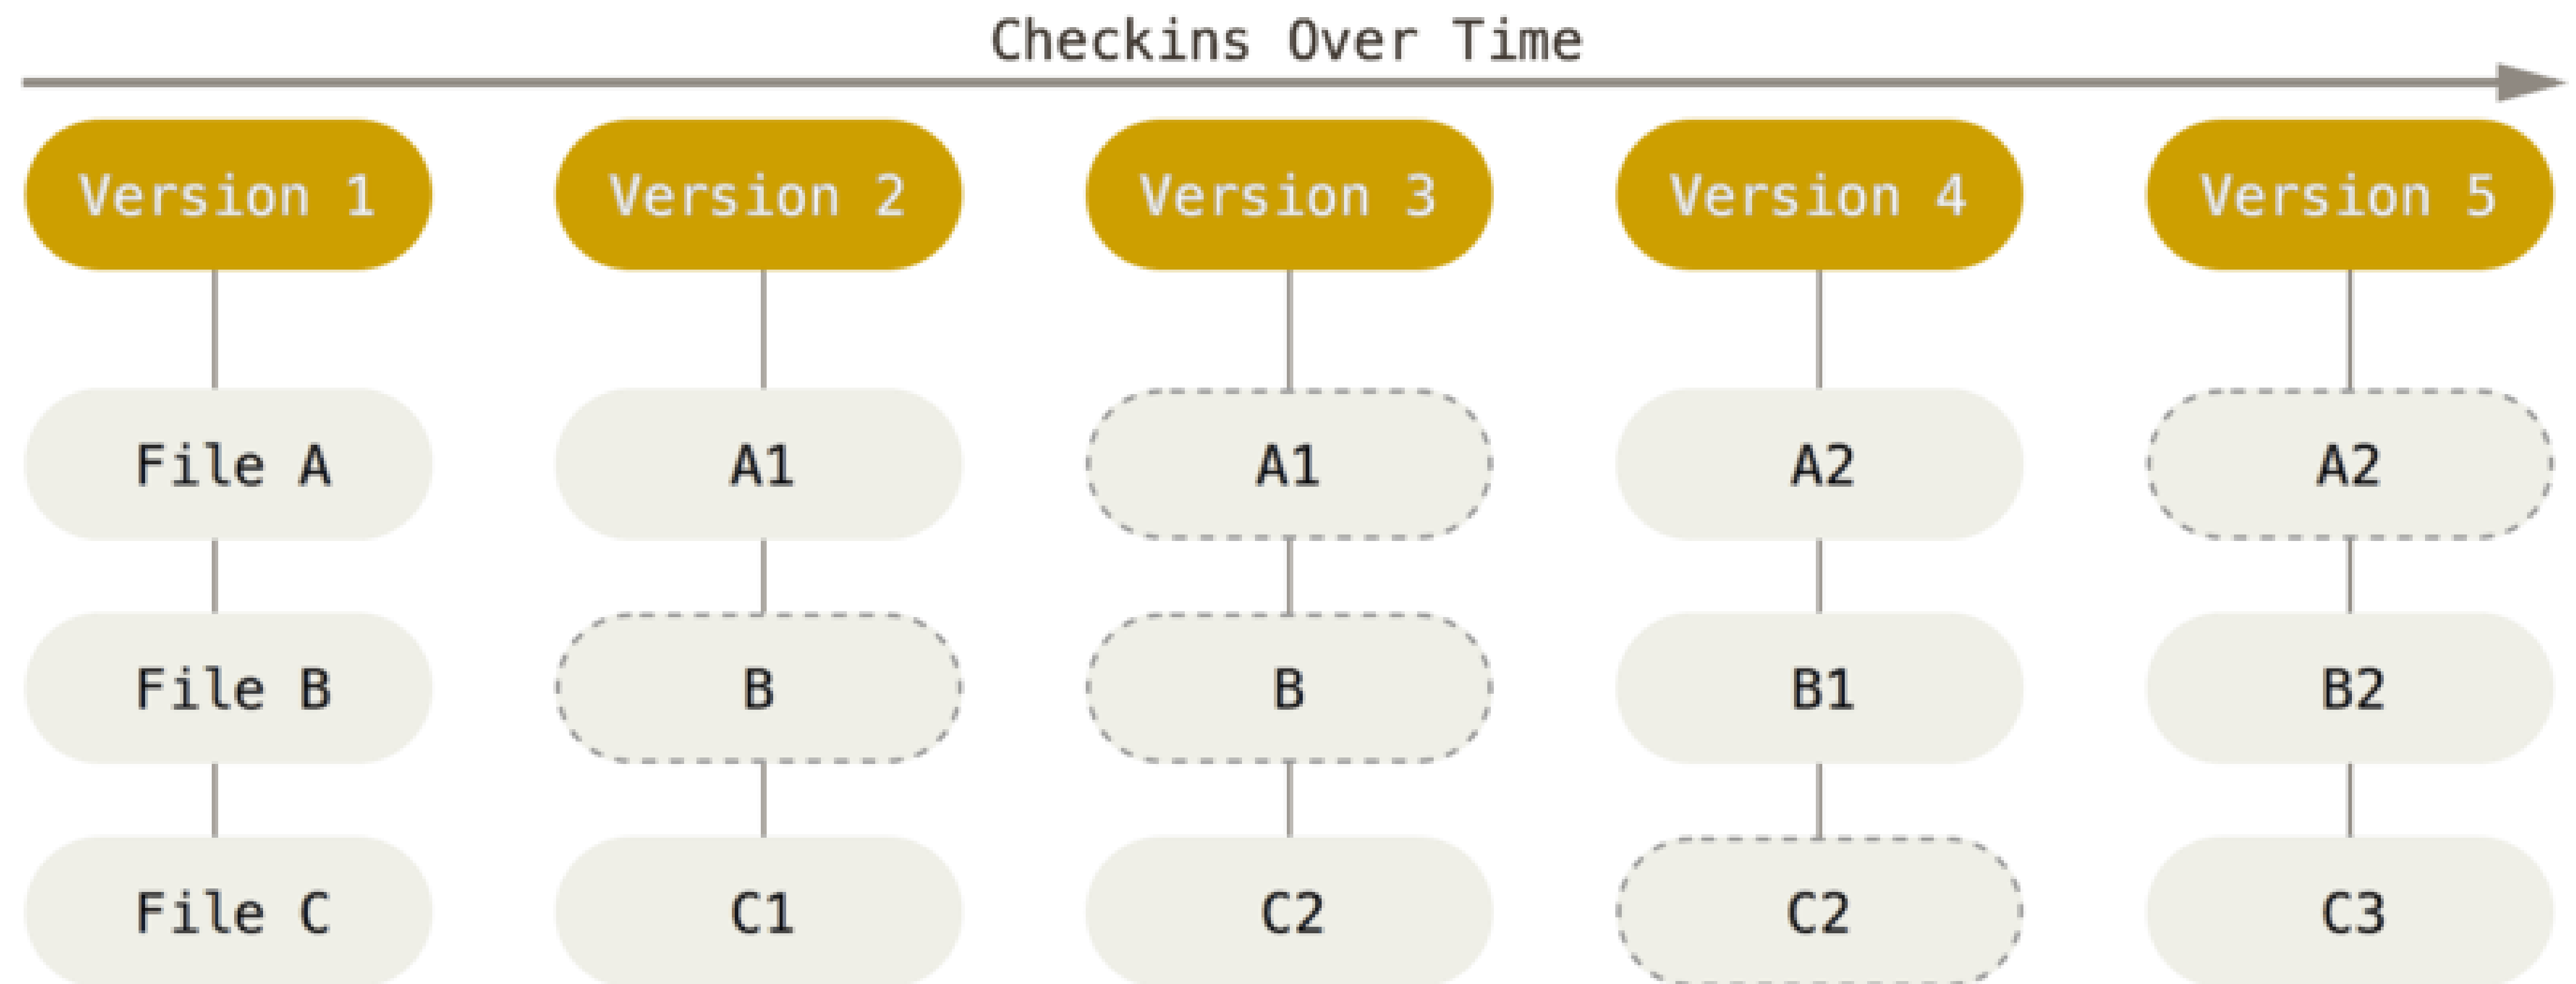 Checkins Over Time
Version 1 Version 2 Version 3 Version 4 Version 5
File A A1 A1 A2 A2
File B B B B1 B2
File C C1 C2 C2 C3